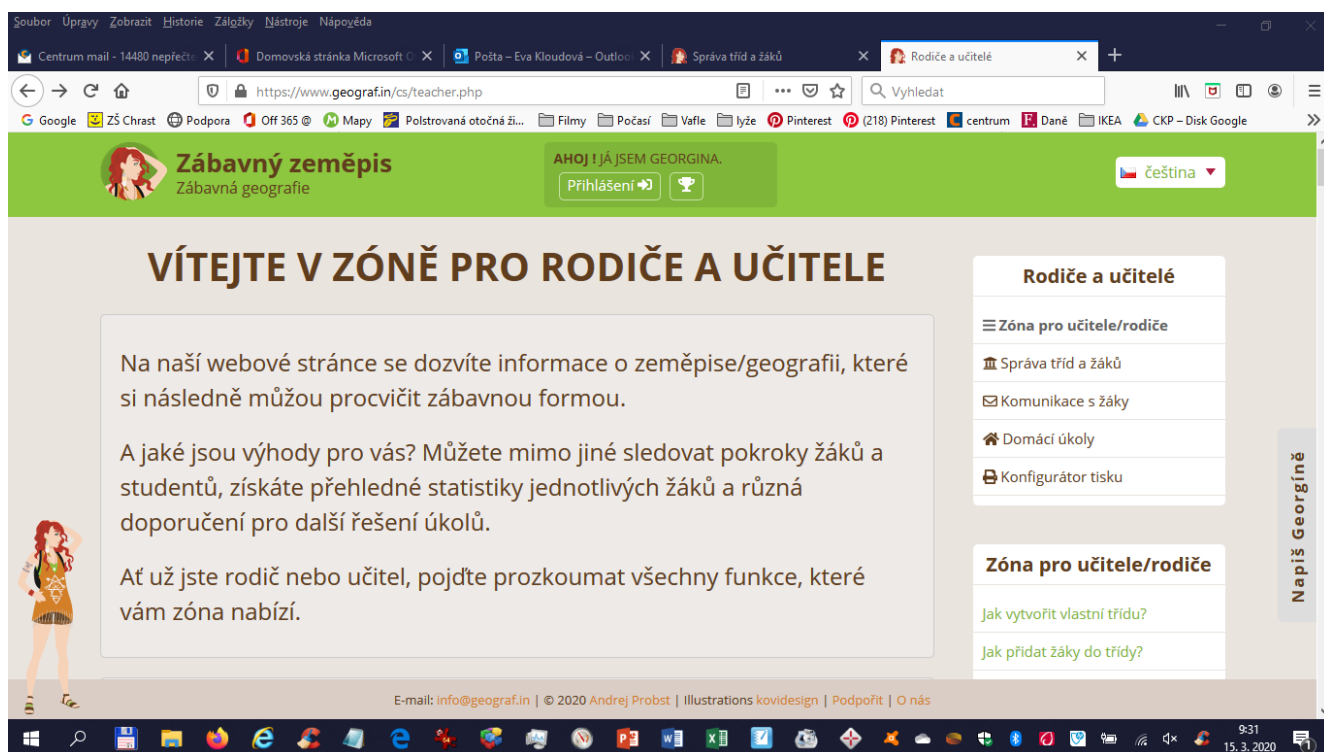 Soubor Úpravy Zobrazit Historie Záložky Nástroje Nápověda
Centrum mail - 14480 nepřečte
Domovská stránka Microsoft O
Pošta – Eva Kloudová – Outloo
Správa tříd a žáků
Rodiče a učitelé
https://www.geograf.in/cs/teacher.php
Vyhledat
Google ZŠ Chrast Podpora Off 365 @ Mapy Polstrovaná otočná ži... Filmy Počasí Vafle lyže Pinterest (218) Pinterest centrum Daně IKEA CKP – Disk Google
Zábavný zeměpis
Zábavná geografie
AHOJ ! JÁ JSEM GEORGINA.
Přihlášení
čeština
VÍTEJTE V ZÓNĚ PRO RODIČE A UČITELE
Na naší webové stránce se dozvíte informace o zeměpise/geografii, které
si následně můžou procvičit zábavnou formou.
A jaké jsou výhody pro vás? Můžete mimo jiné sledovat pokroky žáků a
studentů, získáte přehledné statistiky jednotlivých žáků a různá
doporučení pro další řešení úkolů.
Ať už jste rodič nebo učitel, pojďte prozkoumat všechny funkce, které
vám zóna nabízí.
Rodiče a učitelé
Zóna pro učitele/rodiče
Správa tříd a žáků
Komunikace s žáky
Domácí úkoly
Konfigurátor tisku
Zóna pro učitele/rodiče
Jak vytvořit vlastní třídu?
Jak přidat žáky do třídy?
Napiš Georgíně
E-mail: info@geograf.in | © 2020 Andrej Probst | Illustrations kovidesign | Podpořit | O nás
9:31
15. 3. 2020